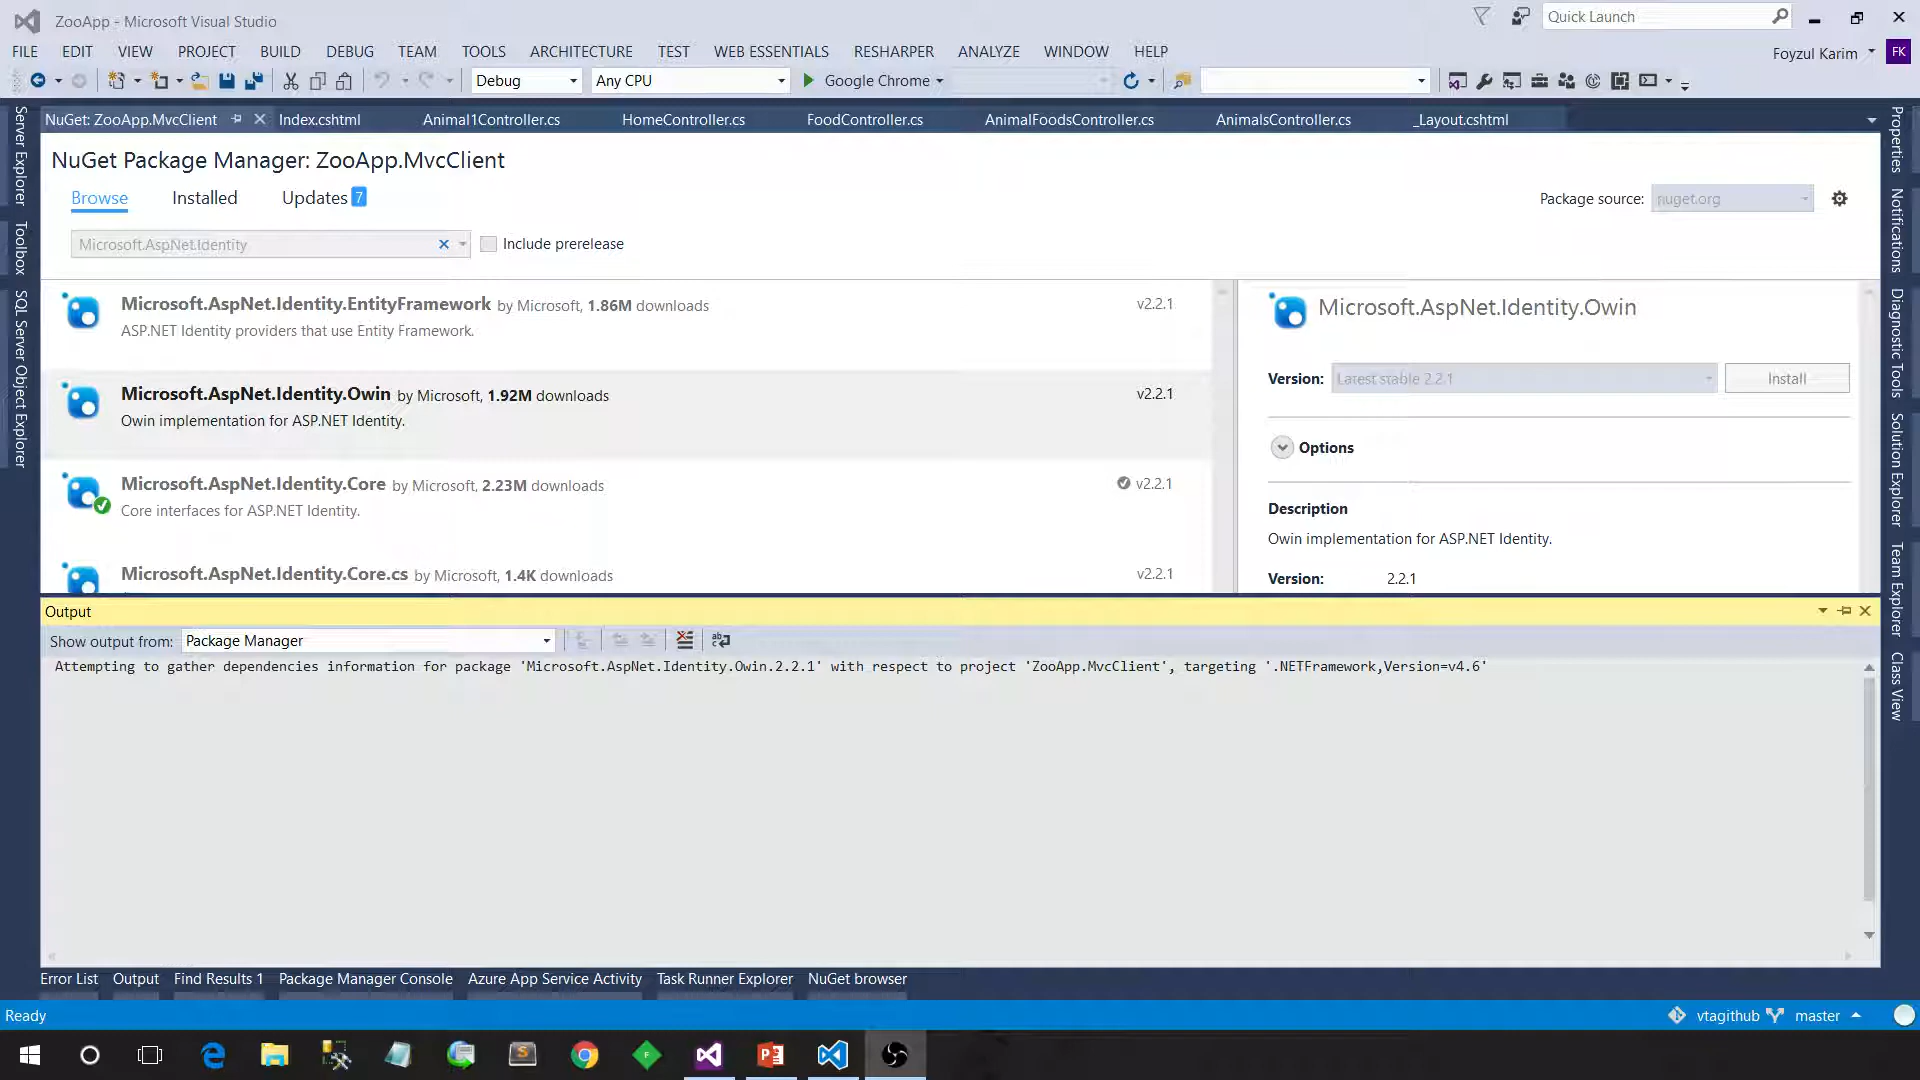 ZooApp - Microsoft Visual Studio
Quick Launch
FILE EDIT VIEW PROJECT BUILD DEBUG TEAM TOOLS ARCHITECTURE TEST WEB ESSENTIALS RESHARPER ANALYZE WINDOW HELP
Foyzul Karim FK
Debug Any CPU Google Chrome
NuGet: ZooApp.MvcClient Index.cshtml Animal1Controller.cs HomeController.cs FoodController.cs AnimalFoodsController.cs AnimalsController.cs _Layout.cshtml
Server Explorer
Toolbox
SQL Server Object Explorer
NuGet Package Manager: ZooApp.MvcClient
Browse Installed Updates 7
Package source: nuget.org
Microsoft.AspNet.Identity Include prerelease
Microsoft.AspNet.Identity.EntityFramework by Microsoft, 1.86M downloads v2.2.1
ASP.NET Identity providers that use Entity Framework.
Microsoft.AspNet.Identity.Owin by Microsoft, 1.92M downloads v2.2.1
Owin implementation for ASP.NET Identity.
Microsoft.AspNet.Identity.Core by Microsoft, 2.23M downloads v2.2.1
Core interfaces for ASP.NET Identity.
Microsoft.AspNet.Identity.Core.cs by Microsoft, 1.4K downloads v2.2.1
Microsoft.AspNet.Identity.Owin
Version: Latest stable 2.2.1 Install
Options
Description
Owin implementation for ASP.NET Identity.
Version: 2.2.1
Properties
Notifications
Diagnostic Tools
Solution Explorer
Team Explorer
Class View
Output
Show output from: Package Manager
Attempting to gather dependencies information for package 'Microsoft.AspNet.Identity.Owin.2.2.1' with respect to project 'ZooApp.MvcClient', targeting '.NETFramework,Version=v4.6'
Error List Output Find Results 1 Package Manager Console Azure App Service Activity Task Runner Explorer NuGet browser
Ready
vtagithub master